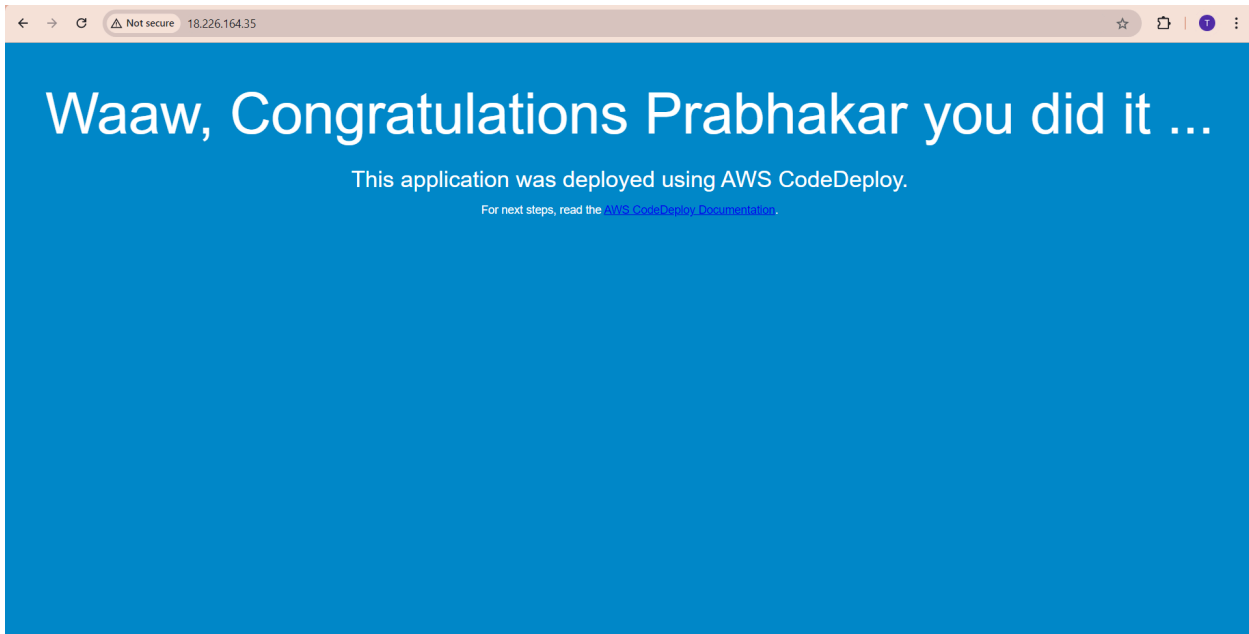 Not secure 18.226.164.35
T
Waaw, Congratulations Prabhakar you did it ...
This application was deployed using AWS CodeDeploy.
For next steps, read the AWS CodeDeploy Documentation.